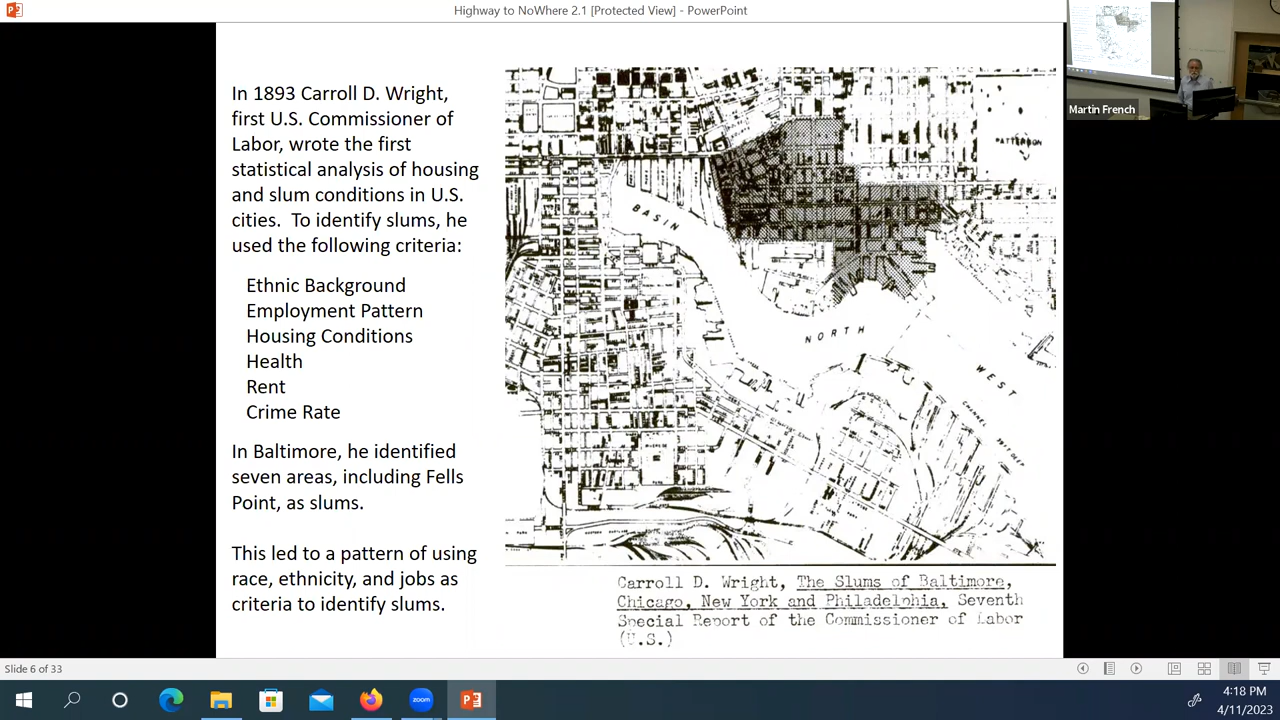 Highway to NoWhere 2.1 [Protected View] - PowerPoint
Martin French
In 1893 Carroll D. Wright,
first U.S. Commissioner of
Labor, wrote the first
statistical analysis of housing
and slum conditions in U.S.
cities.  To identify slums, he
used the following criteria:
Ethnic Background
Employment Pattern
Housing Conditions
Health
Rent
Crime Rate
In Baltimore, he identified
seven areas, including Fells
Point, as slums.
This led to a pattern of using
race, ethnicity, and jobs as
criteria to identify slums.
PATTERSON
BASIN
NORTH
WEST
Carroll D. Wright, The Slums of Baltimore,
Chicago, New York and Philadelphia, Seventh
Special Report of the Commissioner of Labor
(U.S.)
Slide 6 of 33
zoom
4:18 PM
4/11/2023